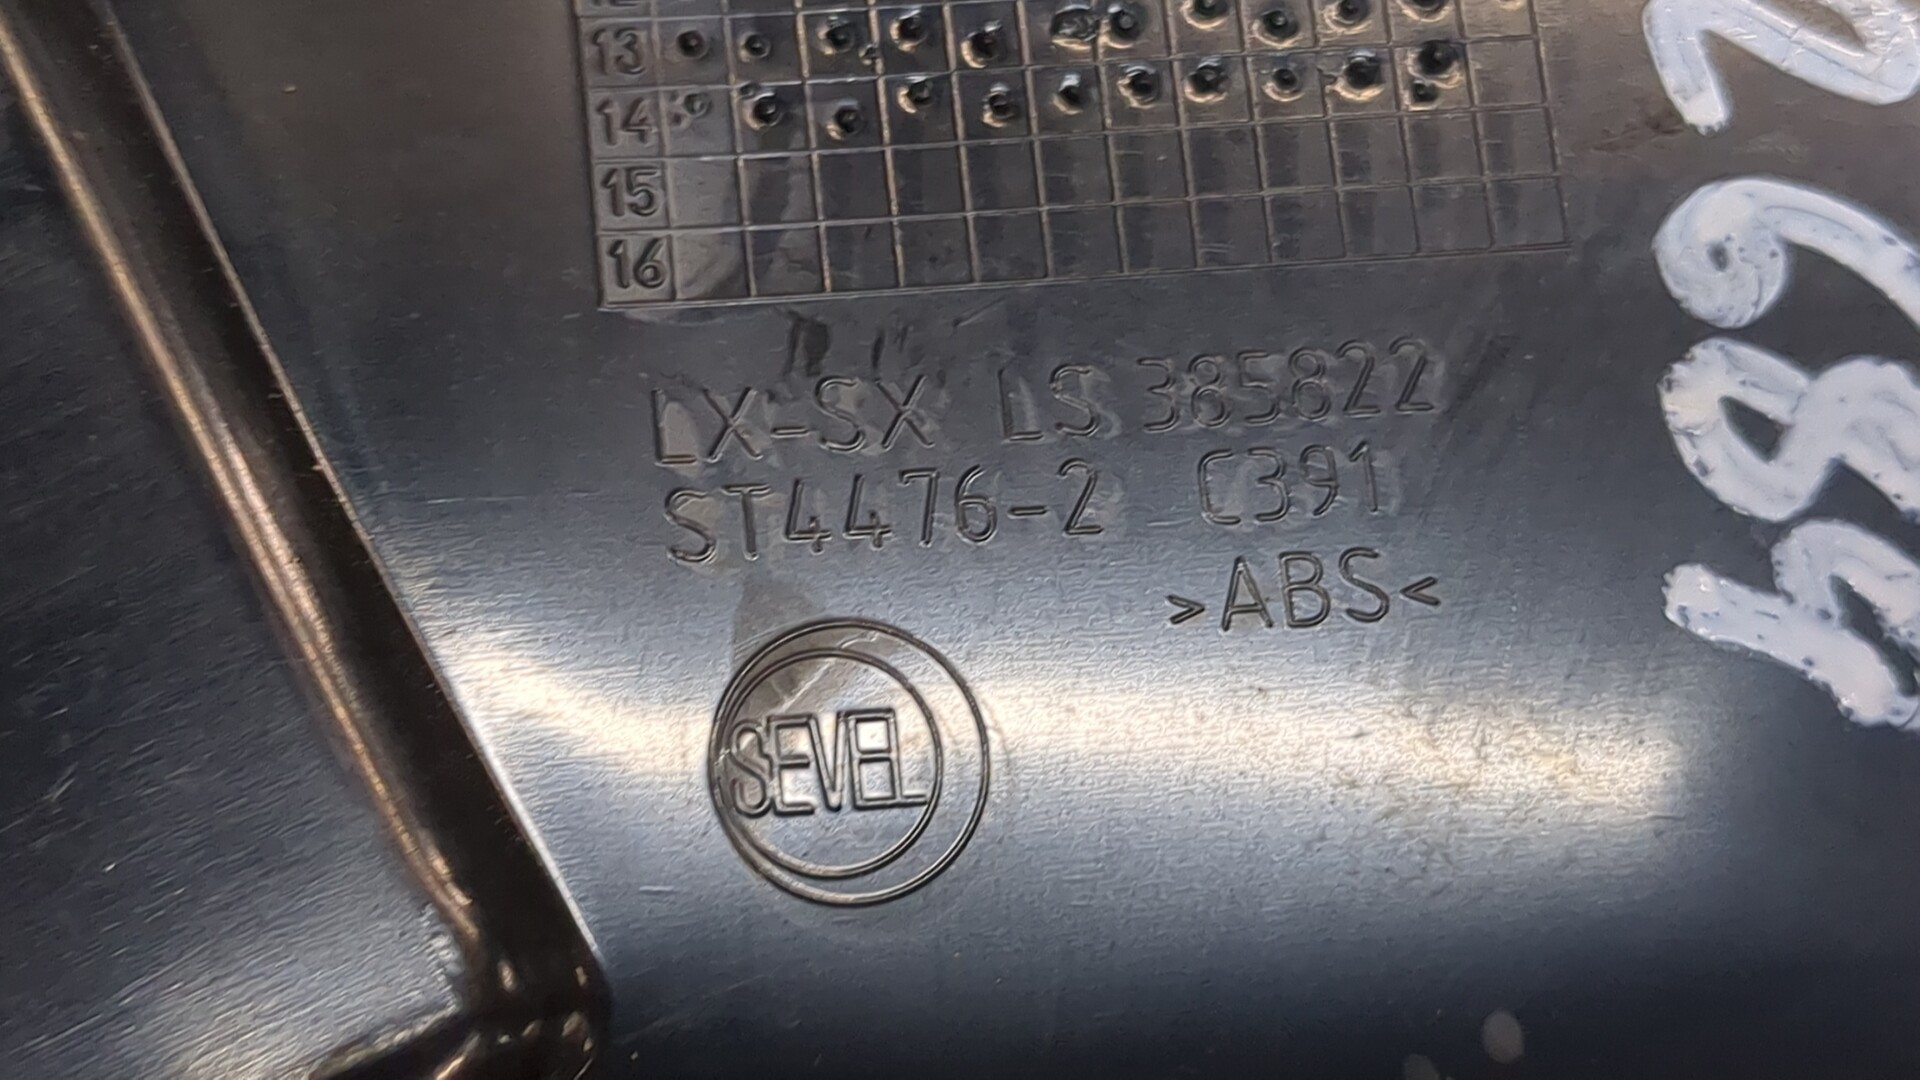 13
14
15
16
LX-SX LS 385822
ST4476-2 C391
>ABS<
SEVEL